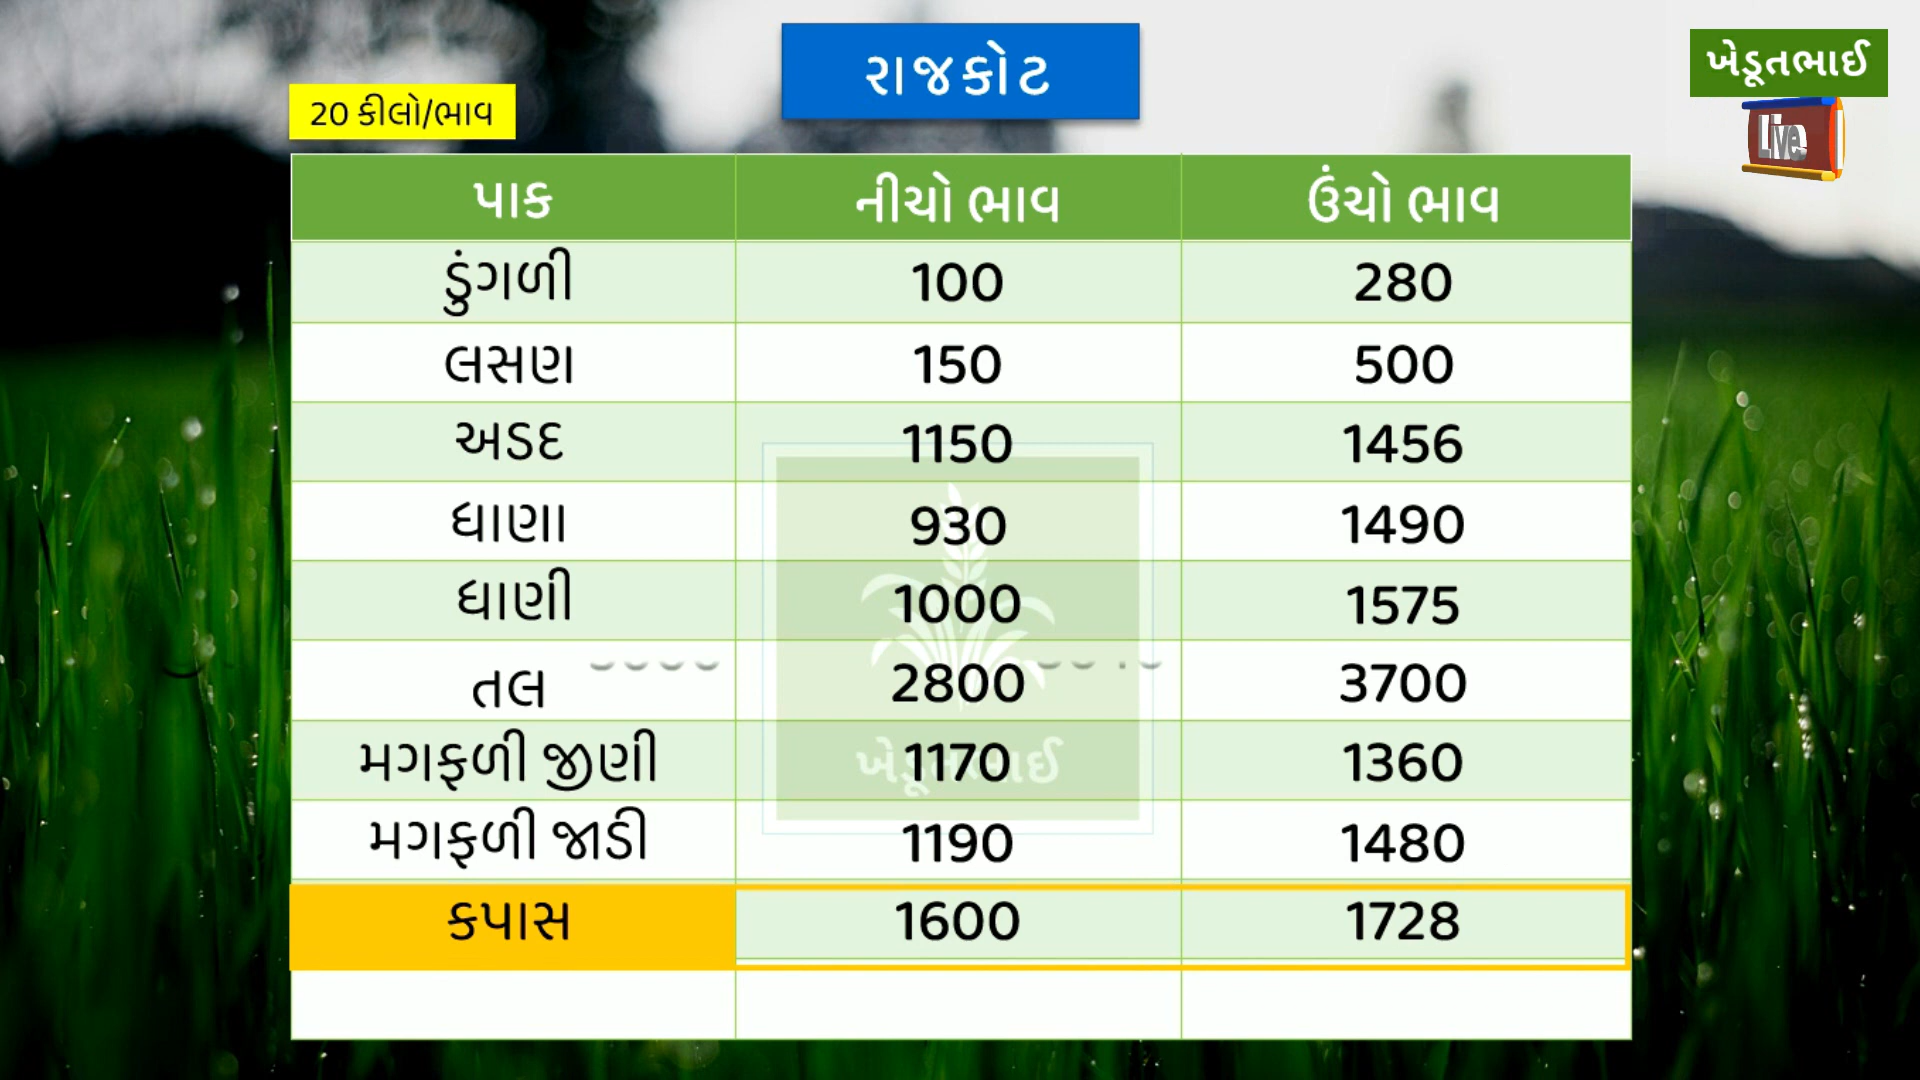 રાજકોટ
ખેડૂતભાઈ
Live
20 કીલો/ભાવ
પાક નીચો ભાવ ઉંચો ભાવ
ડુંગળી 100 280
લસણ 150 500
અડદ 1150 1456
ધાણા 930 1490
ધાણી 1000 1575
તલ 2800 3700
મગફળી જીણી 1170 1360
ખેડૂતભાઈ
મગફળી જાડી 1190 1480
કપાસ 1600 1728